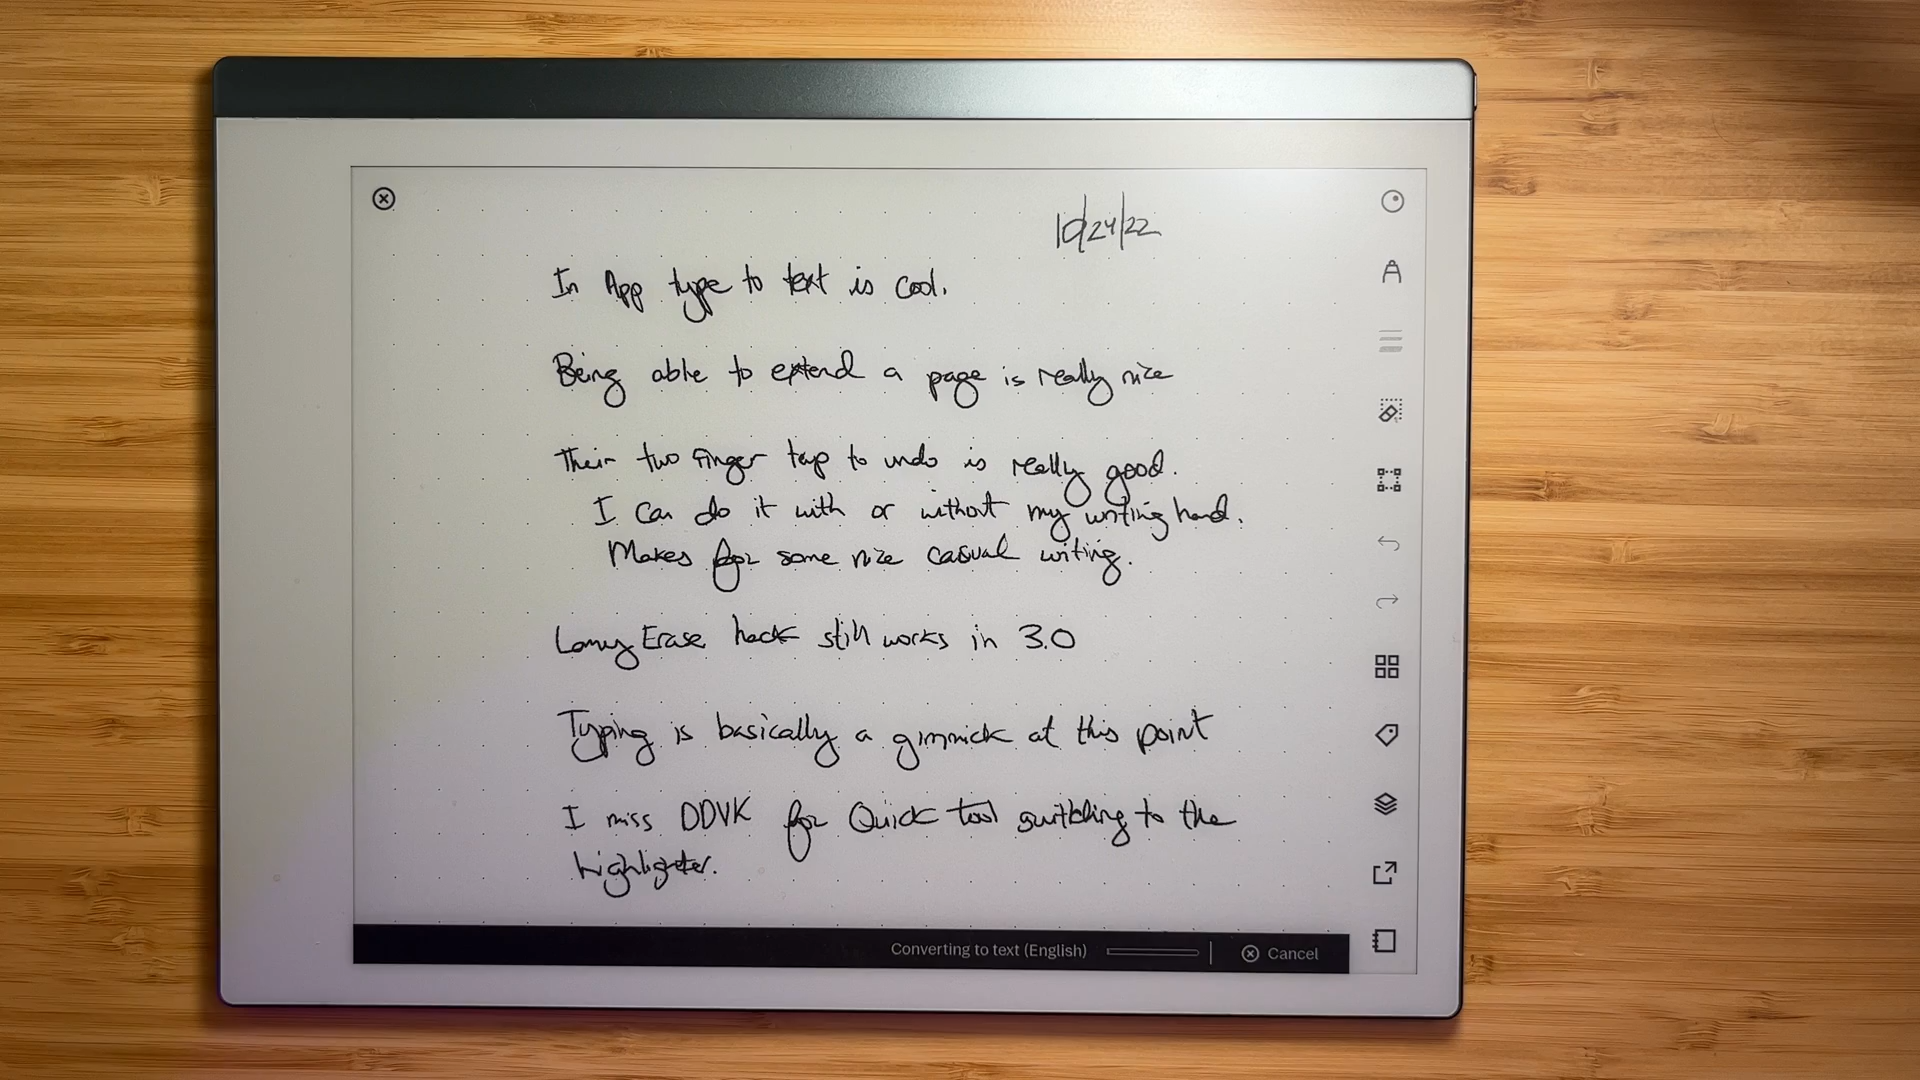 10/24/22
In App type to text is cool.
Being able to extend a page is really nice
Their two finger tap to undo is really good.
I can do it with or without my writing hand.
Makes for some nice casual writing.
Lamy Erase hack still works in 3.0
Typing is basically a gimmick at this point
I miss DDVK for Quick tool switching to the
highlighter.
Converting to text (English) Cancel